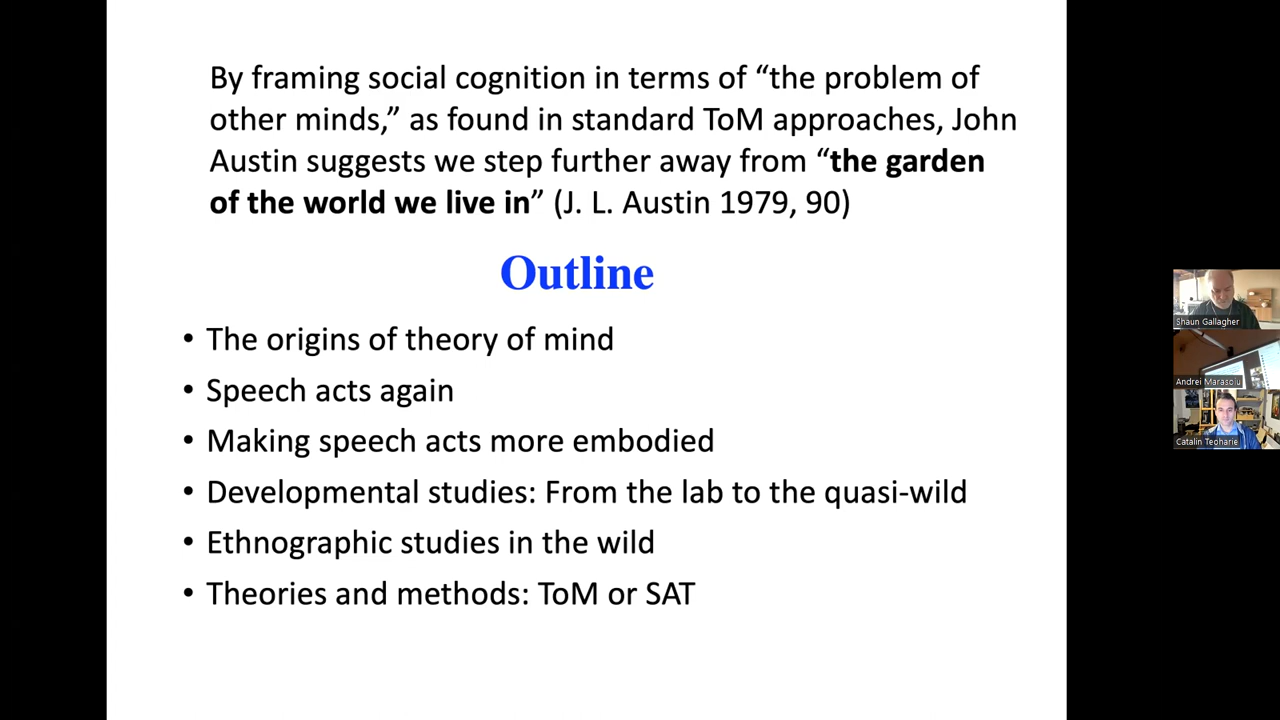 By framing social cognition in terms of “the problem of
other minds,” as found in standard ToM approaches, John
Austin suggests we step further away from “the garden
of the world we live in” (J. L. Austin 1979, 90)
Outline
• The origins of theory of mind
• Speech acts again
• Making speech acts more embodied
• Developmental studies: From the lab to the quasi-wild
• Ethnographic studies in the wild
• Theories and methods: ToM or SAT
Shaun Gallagher
Andrei Marasoiu
Catalin Teoharie